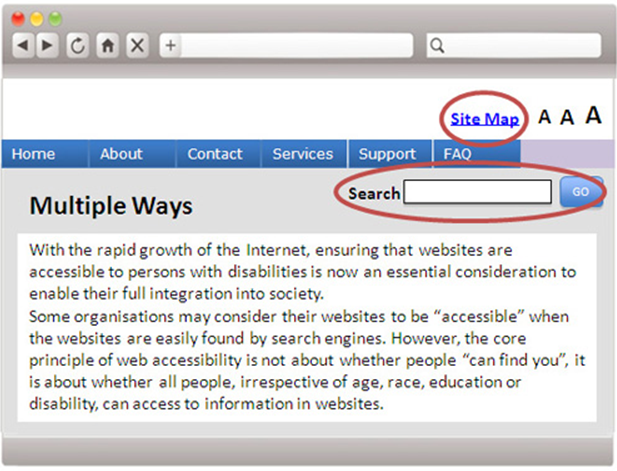 Site Map A A A
Home About Contact Services Support FAQ
Search GO
Multiple Ways
With the rapid growth of the Internet, ensuring that websites are
accessible to persons with disabilities is now an essential consideration to
enable their full integration into society.
Some organisations may consider their websites to be “accessible” when
the websites are easily found by search engines. However, the core
principle of web accessibility is not about whether people “can find you”, it
is about whether all people, irrespective of age, race, education or
disability, can access to information in websites.